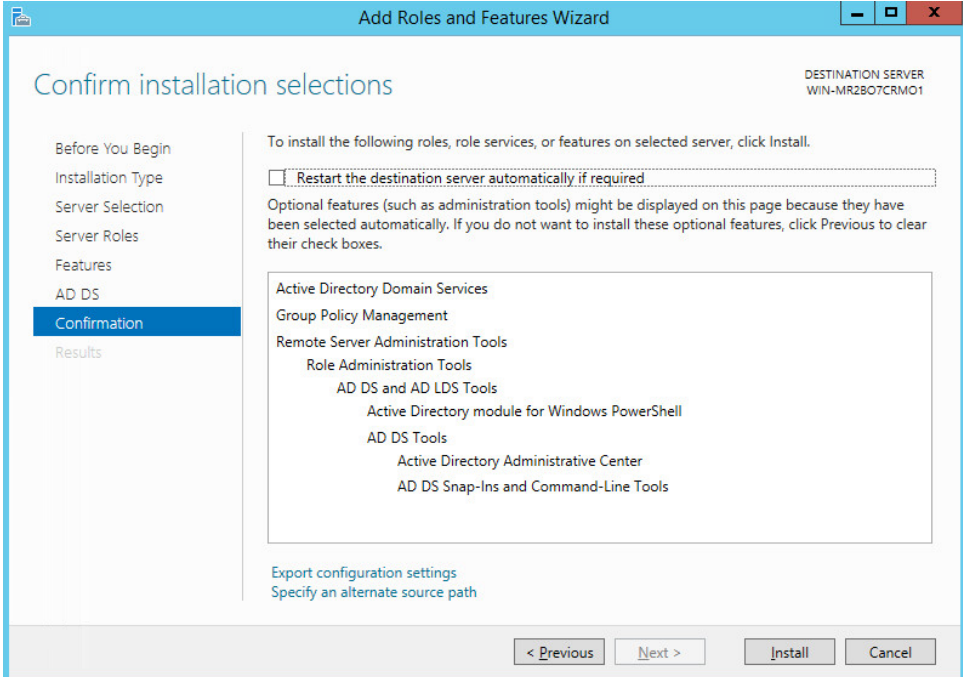 Add Roles and Features Wizard
Confirm installation selections
DESTINATION SERVER
WIN-MR2BO7CRMO1
Before You Begin
Installation Type
Server Selection
Server Roles
Features
AD DS
Confirmation
Results
To install the following roles, role services, or features on selected server, click Install.
Restart the destination server automatically if required
Optional features (such as administration tools) might be displayed on this page because they have
been selected automatically. If you do not want to install these optional features, click Previous to clear
their check boxes.
Active Directory Domain Services
Group Policy Management
Remote Server Administration Tools
Role Administration Tools
AD DS and AD LDS Tools
Active Directory module for Windows PowerShell
AD DS Tools
Active Directory Administrative Center
AD DS Snap-Ins and Command-Line Tools
Export configuration settings
Specify an alternate source path
< Previous
Next >
Install
Cancel